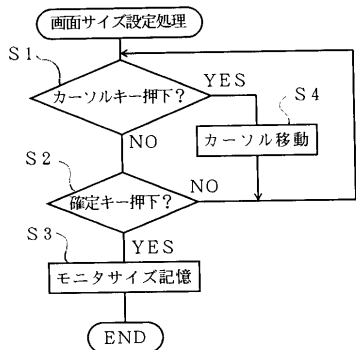 画面サイズ設定処理
S1
カーソルキー押下?
YES
S4
カーソル移動
NO
S2
確定キー押下?
NO
S3
YES
モニタサイズ記憶
END